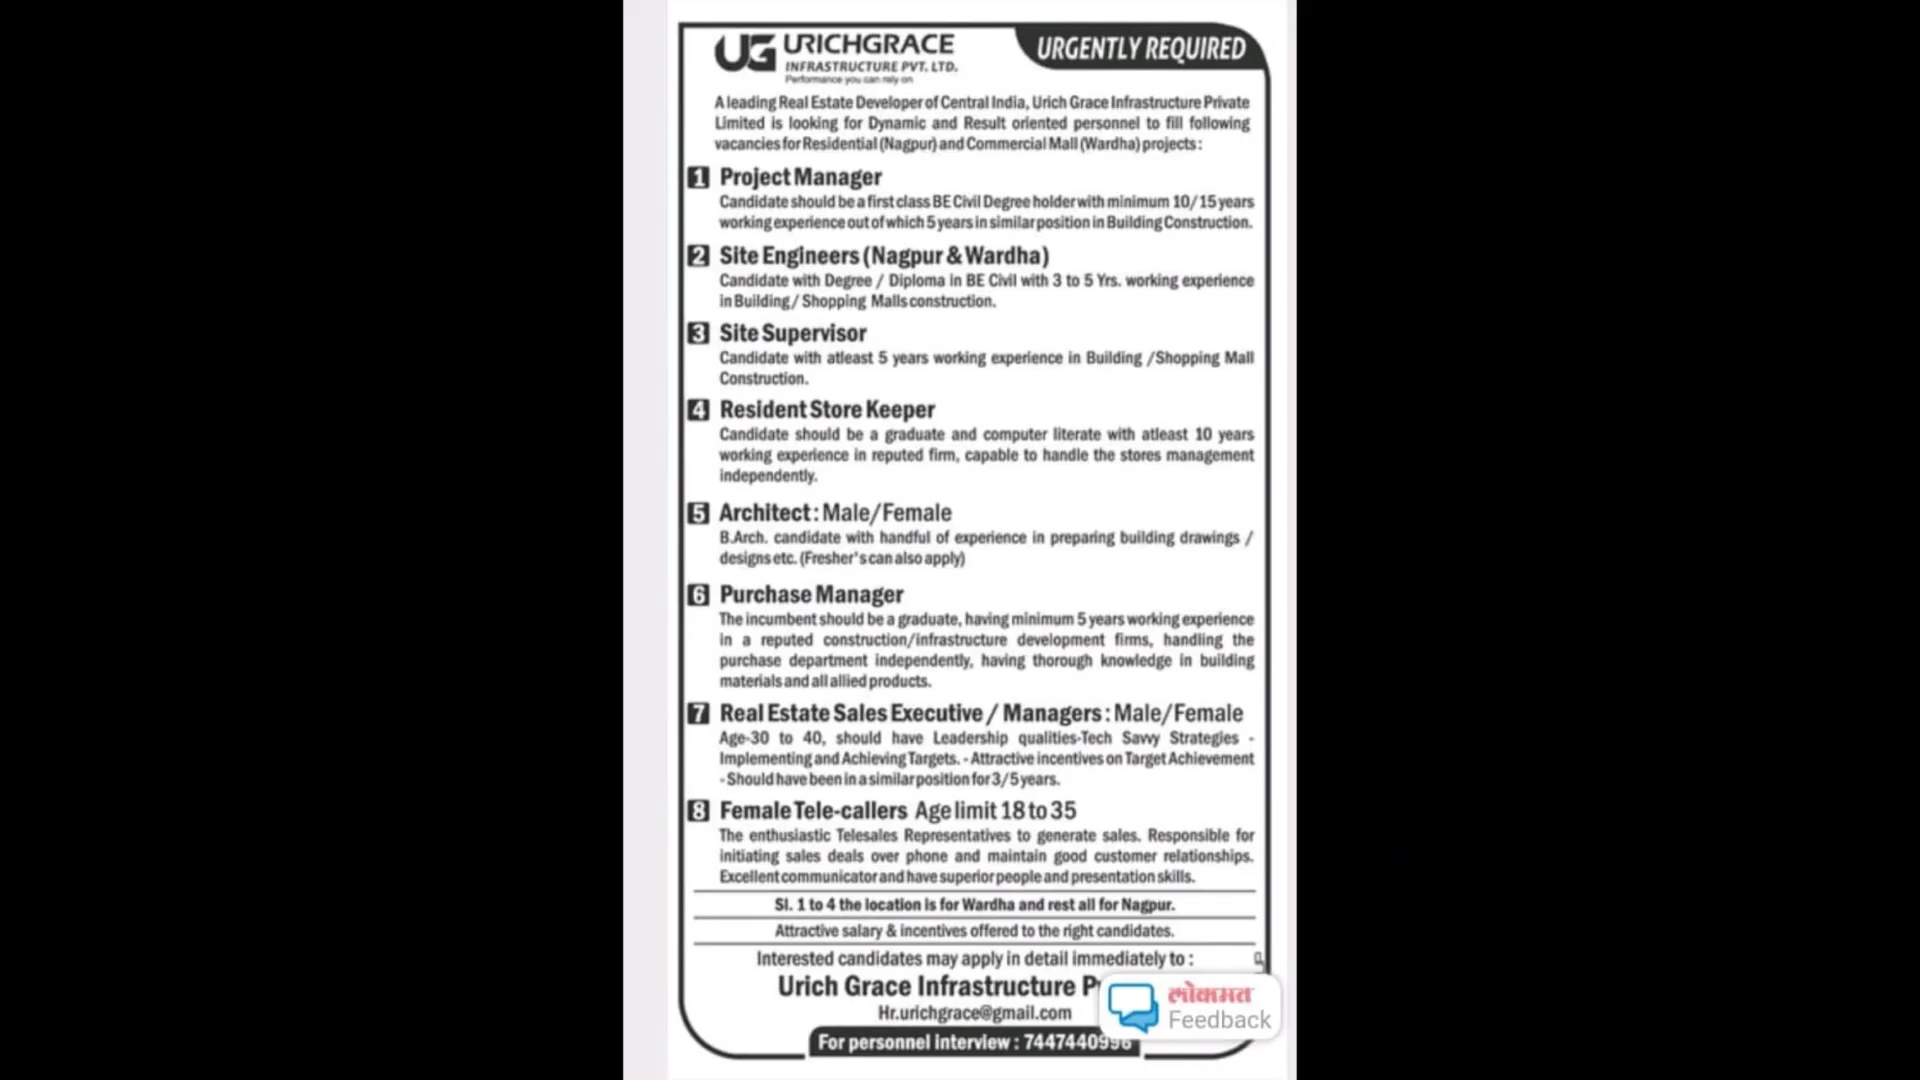 UG URICHGRACE
INFRASTRUCTURE PVT. LTD.
Performance you can rely on
URGENTLY REQUIRED
A leading Real Estate Developer of Central India, Urich Grace Infrastructure Private
Limited is looking for Dynamic and Result oriented personnel to fill following
vacancies for Residential (Nagpur) and Commercial Mall (Wardha) projects :
1 Project Manager
Candidate should be a first class BE Civil Degree holder with minimum 10/15 years
working experience out of which 5 years in similar position in Building Construction.
2 Site Engineers (Nagpur & Wardha)
Candidate with Degree / Diploma in BE Civil with 3 to 5 Yrs. working experience
in Building / Shopping Malls construction.
3 Site Supervisor
Candidate with atleast 5 years working experience in Building /Shopping Mall
Construction.
4 Resident Store Keeper
Candidate should be a graduate and computer literate with atleast 10 years
working experience in reputed firm, capable to handle the stores management
independently.
5 Architect : Male/Female
B.Arch. candidate with handful of experience in preparing building drawings /
designs etc. (Fresher's can also apply)
6 Purchase Manager
The incumbent should be a graduate, having minimum 5 years working experience
in a reputed construction/infrastructure development firms, handling the
purchase department independently, having thorough knowledge in building
materials and all allied products.
7 Real Estate Sales Executive / Managers : Male/Female
Age-30 to 40, should have Leadership qualities-Tech Savvy Strategies -
Implementing and Achieving Targets. - Attractive incentives on Target Achievement
- Should have been in a similar position for 3/5 years.
8 Female Tele-callers Age limit 18 to 35
The enthusiastic Telesales Representatives to generate sales. Responsible for
initiating sales deals over phone and maintain good customer relationships.
Excellent communicator and have superior people and presentation skills.
Sl. 1 to 4 the location is for Wardha and rest all for Nagpur.
Attractive salary & incentives offered to the right candidates.
Interested candidates may apply in detail immediately to :
Urich Grace Infrastructure
Hr.urichgrace@gmail.com
For personnel interview : 7447440996
लोकमत
Feedback